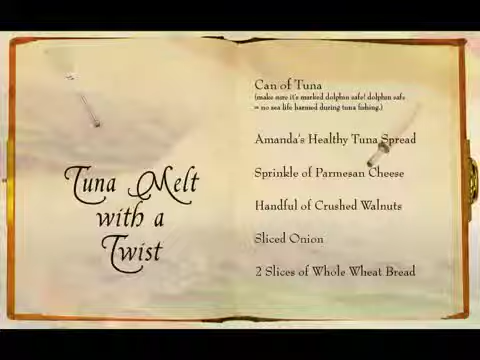 Tuna Melt
with a
Twist
Can of Tuna
(make sure it's marked dolphin safe! dolphin safe
= no sea life harmed during tuna fishing.)
Amanda's Healthy Tuna Spread
Sprinkle of Parmesan Cheese
Handful of Crushed Walnuts
Sliced Onion
2 Slices of Whole Wheat Bread